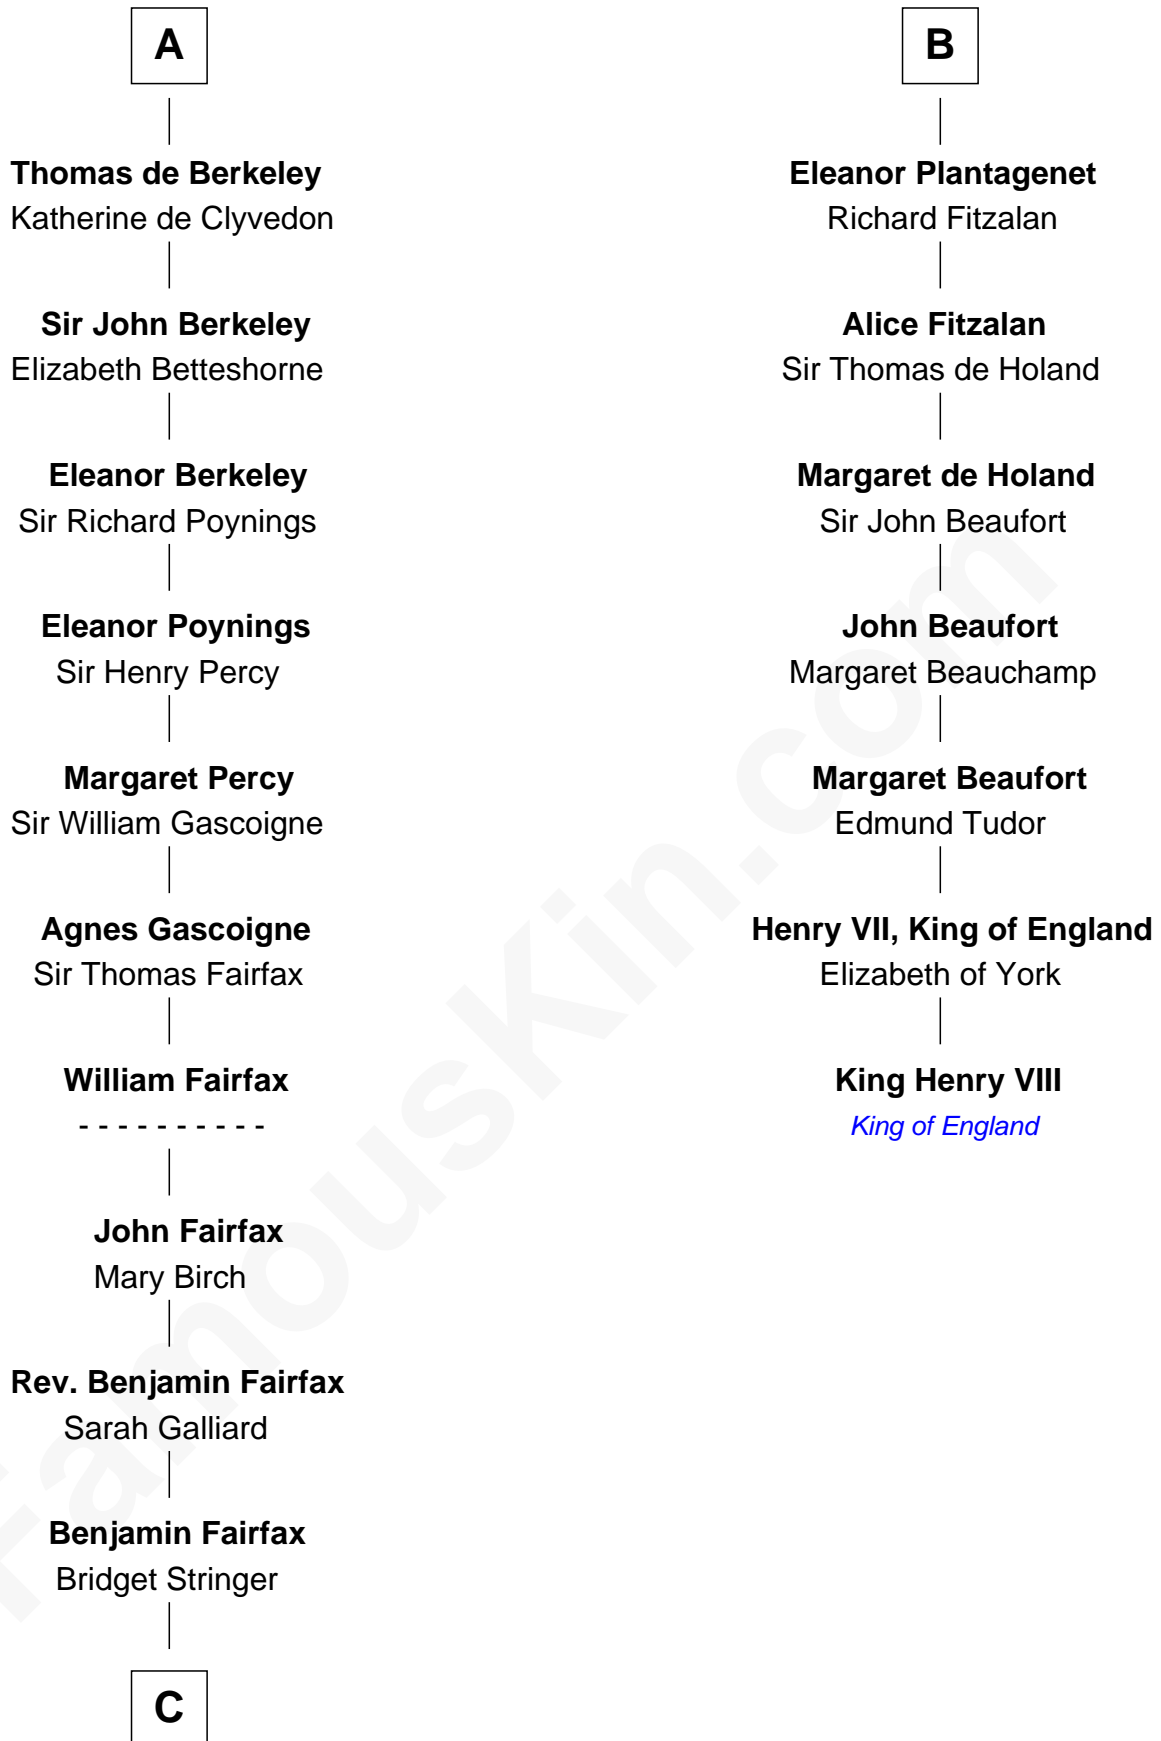 A
Thomas de Berkeley
Katherine de Clyvedon
Sir John Berkeley
Elizabeth Betteshorne
Eleanor Berkeley
Sir Richard Poynings
Eleanor Poynings
Sir Henry Percy
Margaret Percy
Sir William Gascoigne
Agnes Gascoigne
Sir Thomas Fairfax
William Fairfax
- - - - - - - - - -
John Fairfax
Mary Birch
Rev. Benjamin Fairfax
Sarah Galliard
Benjamin Fairfax
Bridget Stringer
C
B
Eleanor Plantagenet
Richard Fitzalan
Alice Fitzalan
Sir Thomas de Holand
Margaret de Holand
Sir John Beaufort
John Beaufort
Margaret Beauchamp
Margaret Beaufort
Edmund Tudor
Henry VII, King of England
Elizabeth of York
King Henry VIII
King of England
FamousKin.com